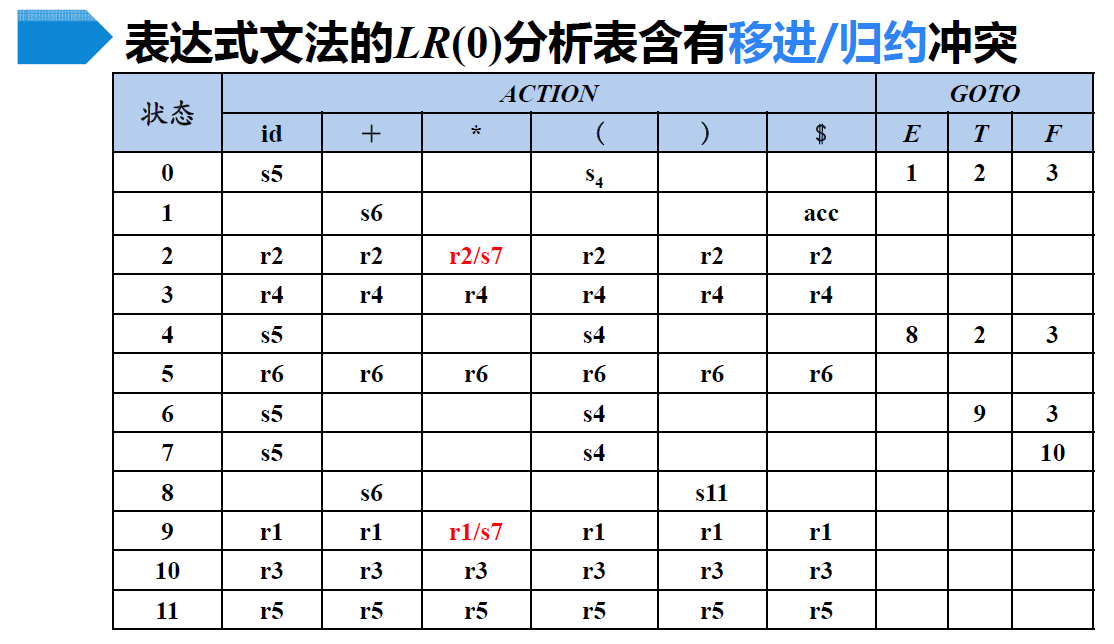 表达式文法的LR(0)分析表含有移进/归约冲突
状态 ACTION GOTO
id + * ( ) $ E T F
0 s5 s4 1 2 3
1 s6 acc
2 r2 r2 r2/s7 r2 r2 r2
3 r4 r4 r4 r4 r4 r4
4 s5 s4 8 2 3
5 r6 r6 r6 r6 r6 r6
6 s5 s4 9 3
7 s5 s4 10
8 s6 s11
9 r1 r1 r1/s7 r1 r1 r1
10 r3 r3 r3 r3 r3 r3
11 r5 r5 r5 r5 r5 r5